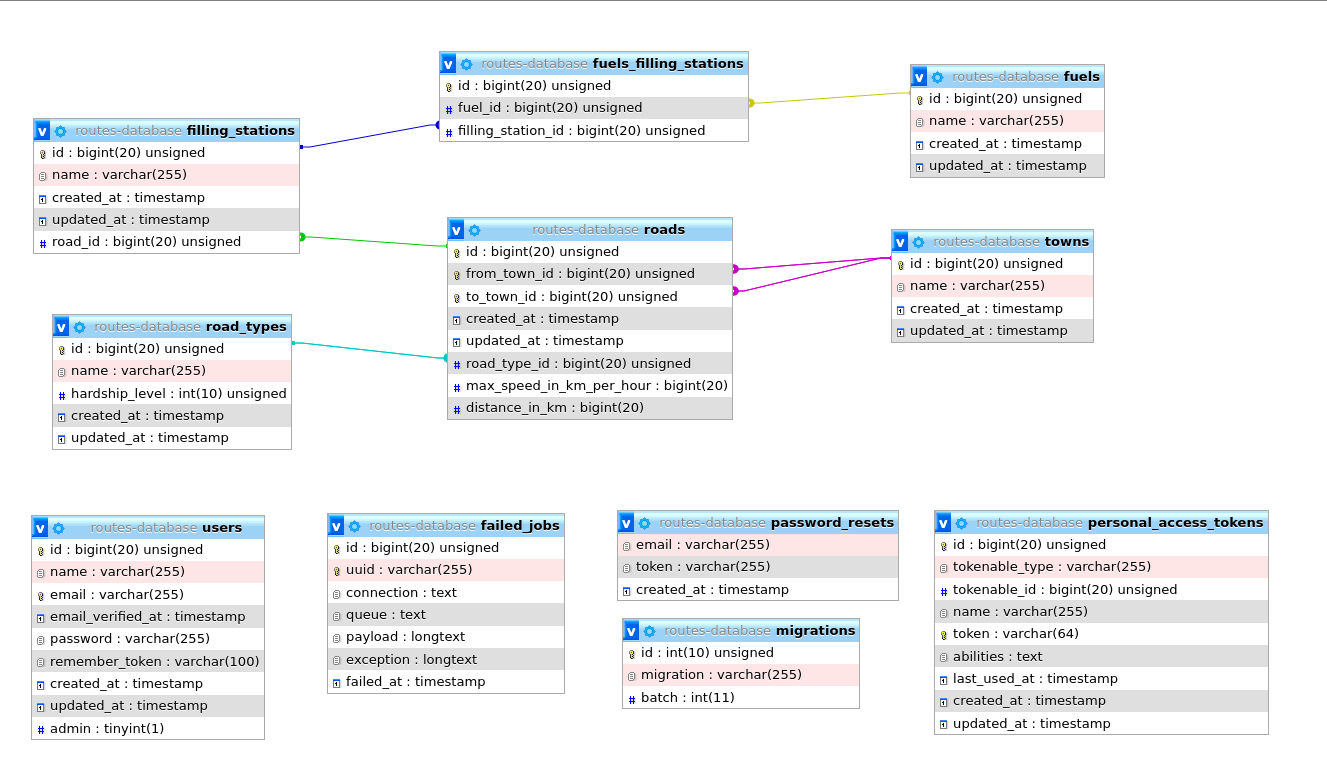 routes-database fuels_filling_stations
id : bigint(20) unsigned
fuel_id : bigint(20) unsigned
filling_station_id : bigint(20) unsigned
routes-database fuels
id : bigint(20) unsigned
name : varchar(255)
created_at : timestamp
updated_at : timestamp
routes-database filling_stations
id : bigint(20) unsigned
name : varchar(255)
created_at : timestamp
updated_at : timestamp
road_id : bigint(20) unsigned
routes-database roads
id : bigint(20) unsigned
from_town_id : bigint(20) unsigned
to_town_id : bigint(20) unsigned
created_at : timestamp
updated_at : timestamp
road_type_id : bigint(20) unsigned
max_speed_in_km_per_hour : bigint(20)
distance_in_km : bigint(20)
routes-database towns
id : bigint(20) unsigned
name : varchar(255)
created_at : timestamp
updated_at : timestamp
routes-database road_types
id : bigint(20) unsigned
name : varchar(255)
hardship_level : int(10) unsigned
created_at : timestamp
updated_at : timestamp
routes-database users
id : bigint(20) unsigned
name : varchar(255)
email : varchar(255)
email_verified_at : timestamp
password : varchar(255)
remember_token : varchar(100)
created_at : timestamp
updated_at : timestamp
admin : tinyint(1)
routes-database failed_jobs
id : bigint(20) unsigned
uuid : varchar(255)
connection : text
queue : text
payload : longtext
exception : longtext
failed_at : timestamp
routes-database password_resets
email : varchar(255)
token : varchar(255)
created_at : timestamp
routes-database migrations
id : int(10) unsigned
migration : varchar(255)
batch : int(11)
routes-database personal_access_tokens
id : bigint(20) unsigned
tokenable_type : varchar(255)
tokenable_id : bigint(20) unsigned
name : varchar(255)
token : varchar(64)
abilities : text
last_used_at : timestamp
created_at : timestamp
updated_at : timestamp